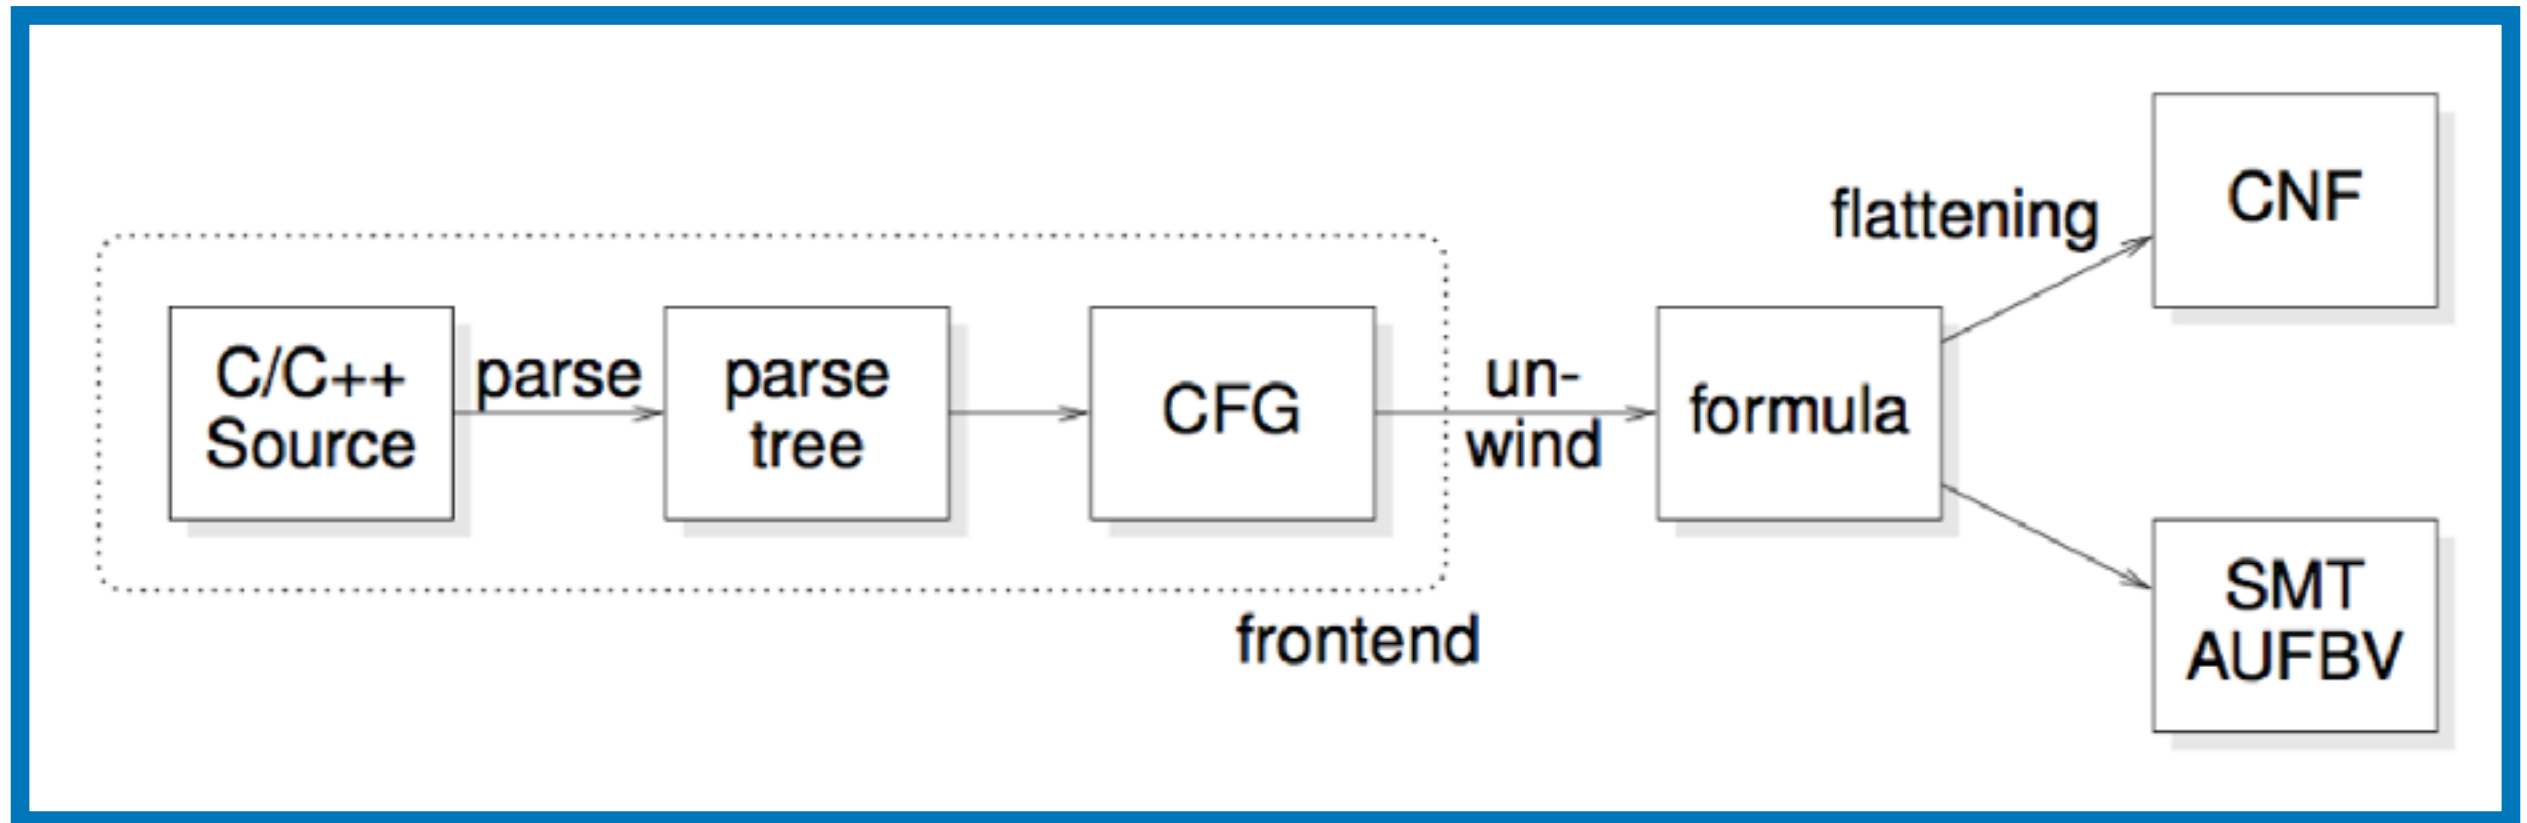 C/C++
Source
parse
parse
tree
CFG
un-
wind
formula
flattening
CNF
SMT
AUFBV
frontend